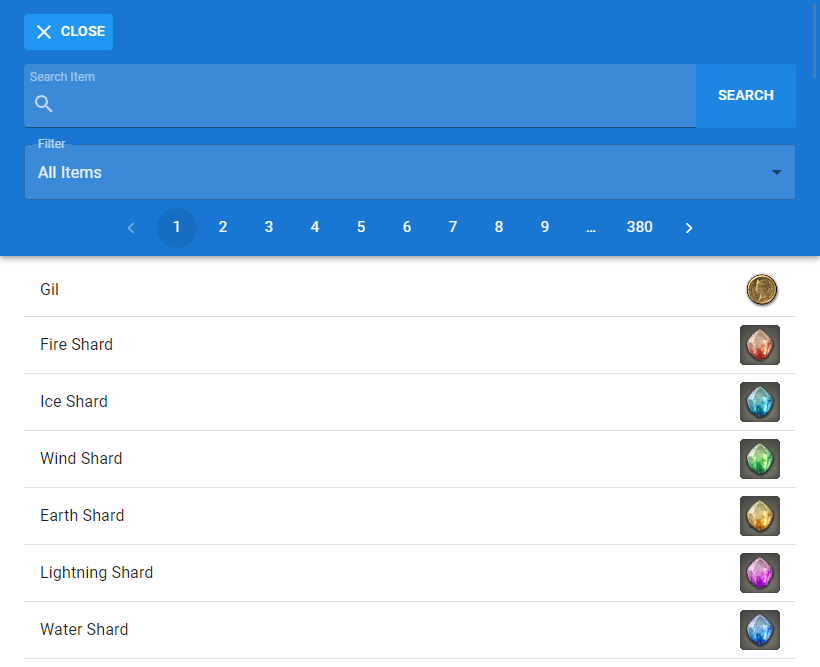 CLOSE
Search Item
SEARCH
Filter
All Items
1 2 3 4 5 6 7 8 9 ... 380
Gil
Fire Shard
Ice Shard
Wind Shard
Earth Shard
Lightning Shard
Water Shard